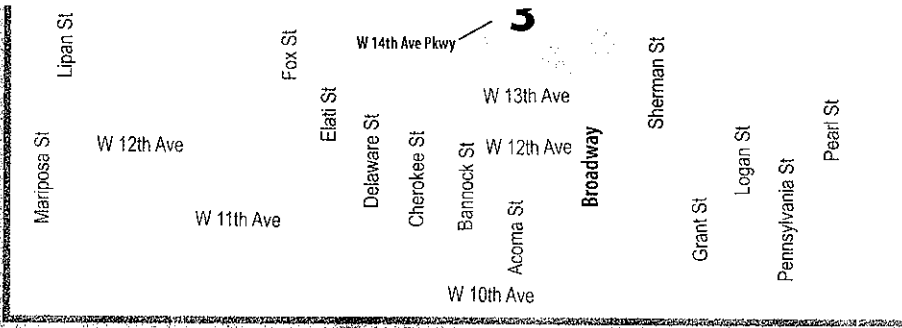 3
W 14th Ave Pkwy
Lipan St
Fox St
Sherman St
W 13th Ave
Elati St
Pearl St
W 12th Ave
W 12th Ave
Mariposa St
Delaware St
Cherokee St
Bannock St
Broadway
Logan St
W 11th Ave
Acoma St
Grant St
Pennsylvania St
W 10th Ave